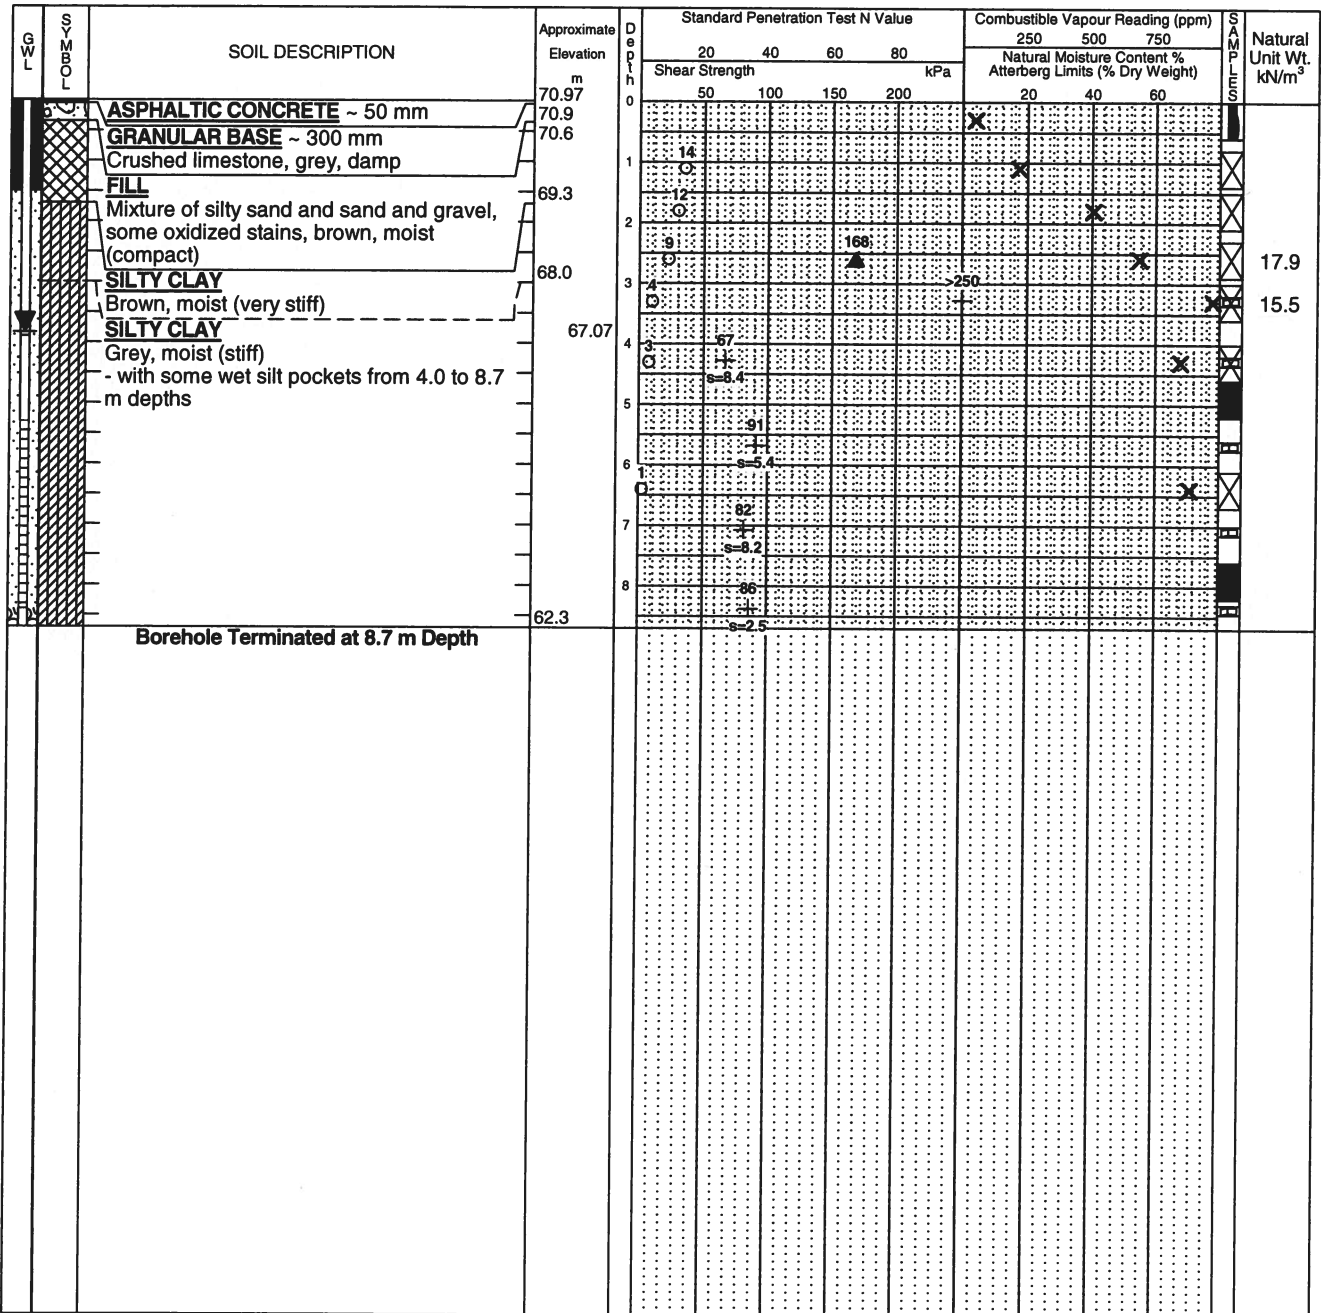 GWL
SYMBOL
SOIL DESCRIPTION
Approximate
Elevation
m
Depth
Standard Penetration Test N Value
20 40 60 80
Shear Strength kPa
50 100 150 200
Combustible Vapour Reading (ppm)
250 500 750
Natural Moisture Content %
Atterberg Limits (% Dry Weight)
20 40 60
SAMPLES
Natural
Unit Wt.
kN/m³
70.97
0
ASPHALTIC CONCRETE ~ 50 mm
70.9
GRANULAR BASE ~ 300 mm
70.6
Crushed limestone, grey, damp
14
1
FILL
69.3
12
Mixture of silty sand and sand and gravel,
2
some oxidized stains, brown, moist
(compact)
9
168
17.9
68.0
SILTY CLAY
3
>250
4
Brown, moist (very stiff)
15.5
SILTY CLAY
67.07
Grey, moist (stiff)
4
3
67
- with some wet silt pockets from 4.0 to 8.7
s=8.4
m depths
5
91
s=5.4
6
1
82
7
s=8.2
8
86
62.3
s=2.5
Borehole Terminated at 8.7 m Depth